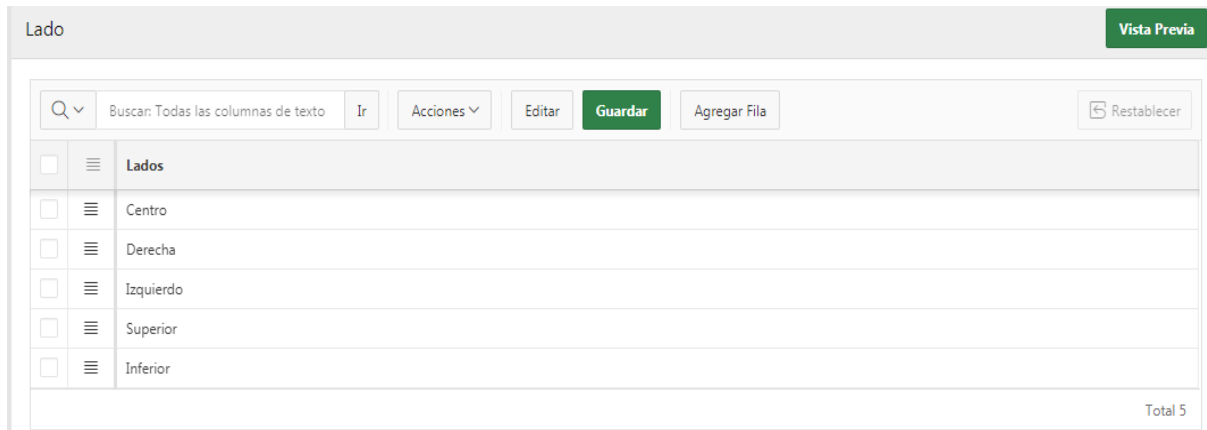 Lado
Vista Previa
Buscar: Todas las columnas de texto Ir Acciones Editar Guardar Agregar Fila Restablecer
Lados
Centro
Derecha
Izquierdo
Superior
Inferior
Total 5